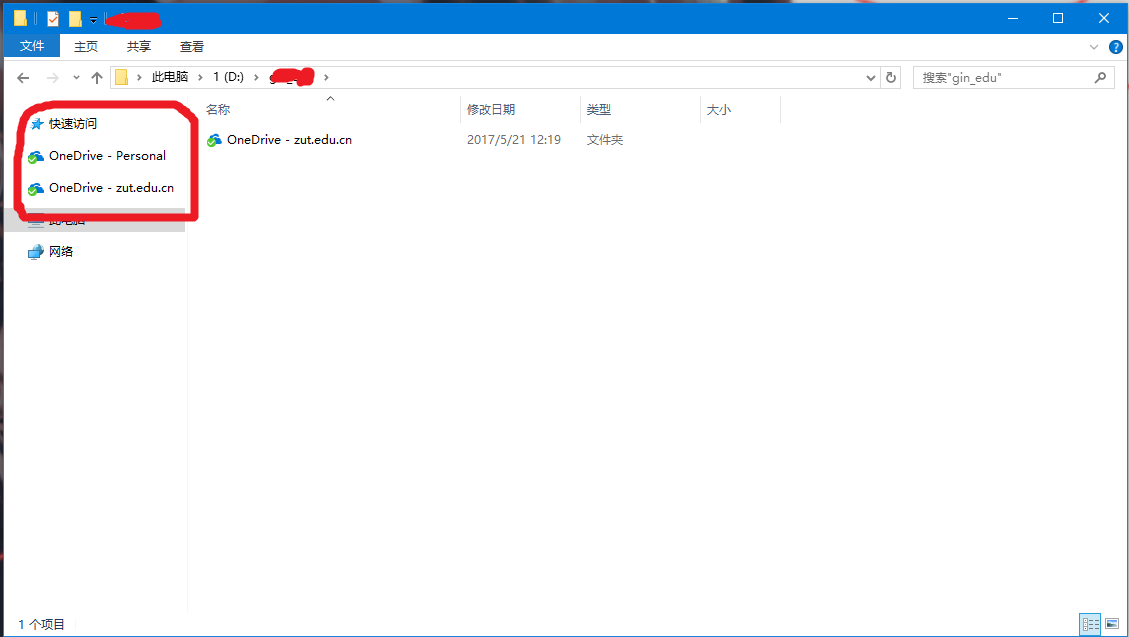 文件 主页 共享 查看
此电脑 1 (D:) 搜索"gin_edu"
名称 修改日期 类型 大小
快速访问
OneDrive - Personal
OneDrive - zut.edu.cn
此电脑
网络
OneDrive - zut.edu.cn 2017/5/21 12:19 文件夹
1 个项目